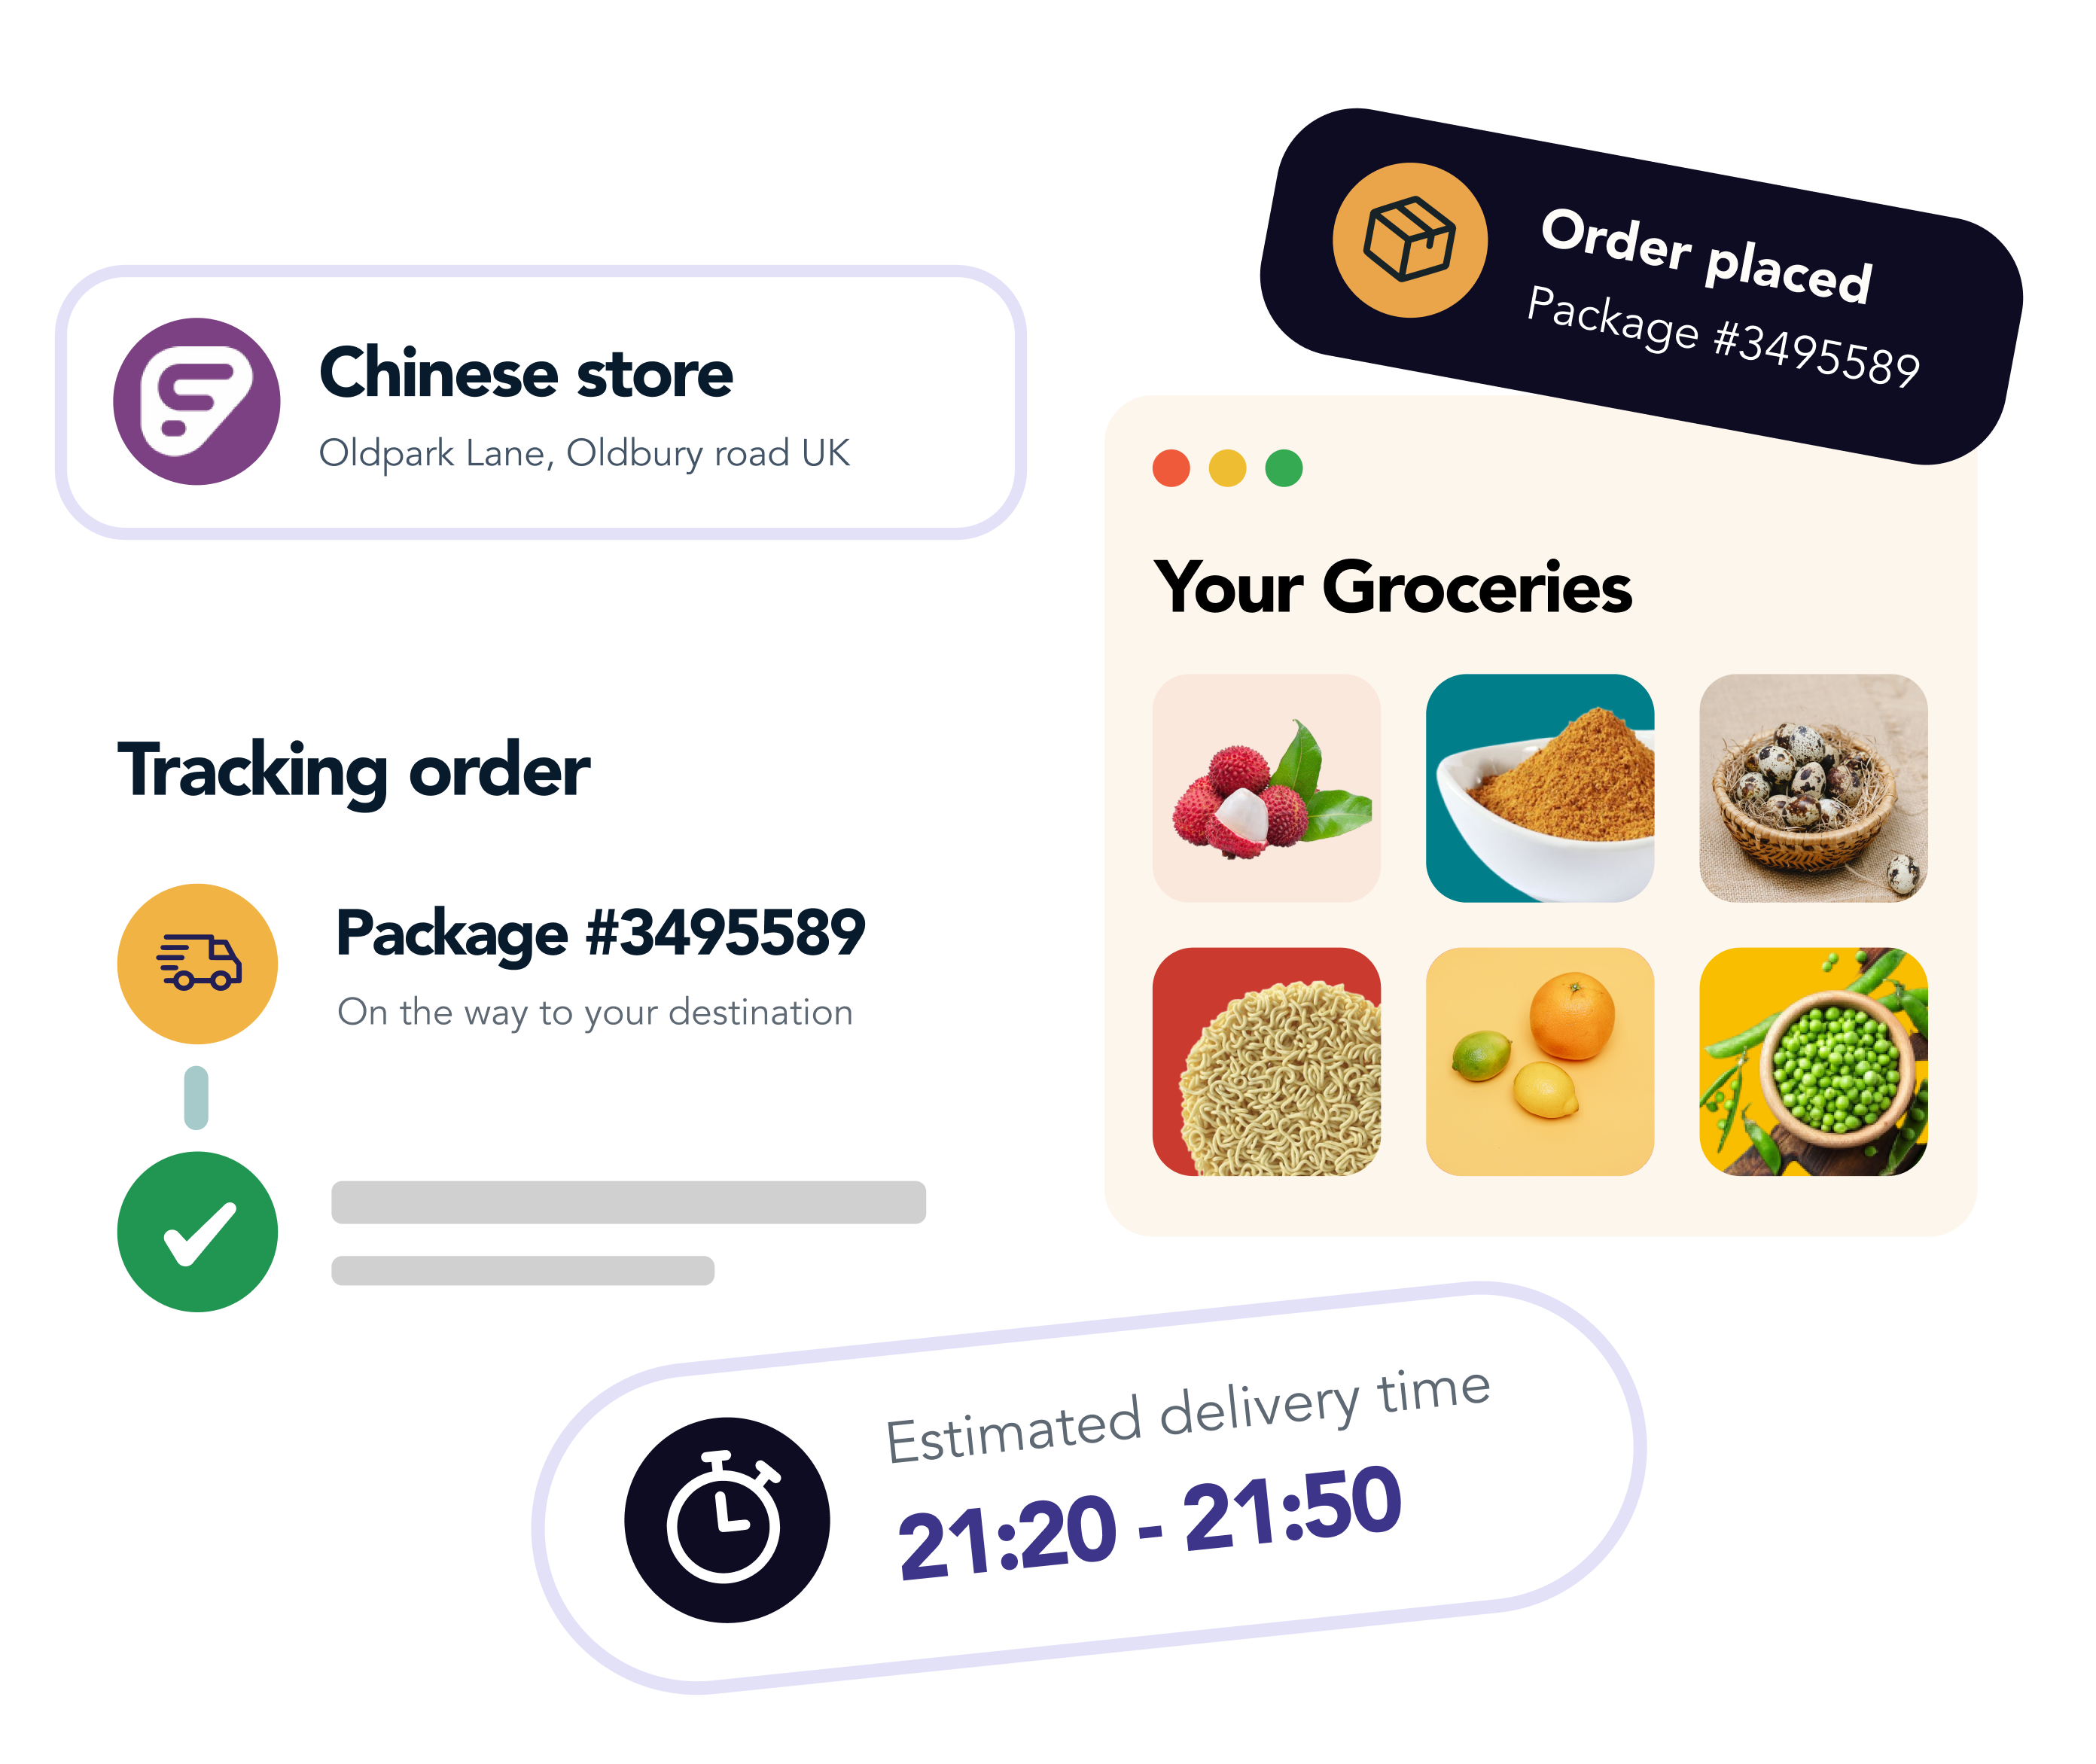 Order placed
Package #3495589
Chinese store
Oldpark Lane, Oldbury road UK
Your Groceries
Tracking order
Package #3495589
On the way to your destination
Estimated delivery time
21:20 - 21:50